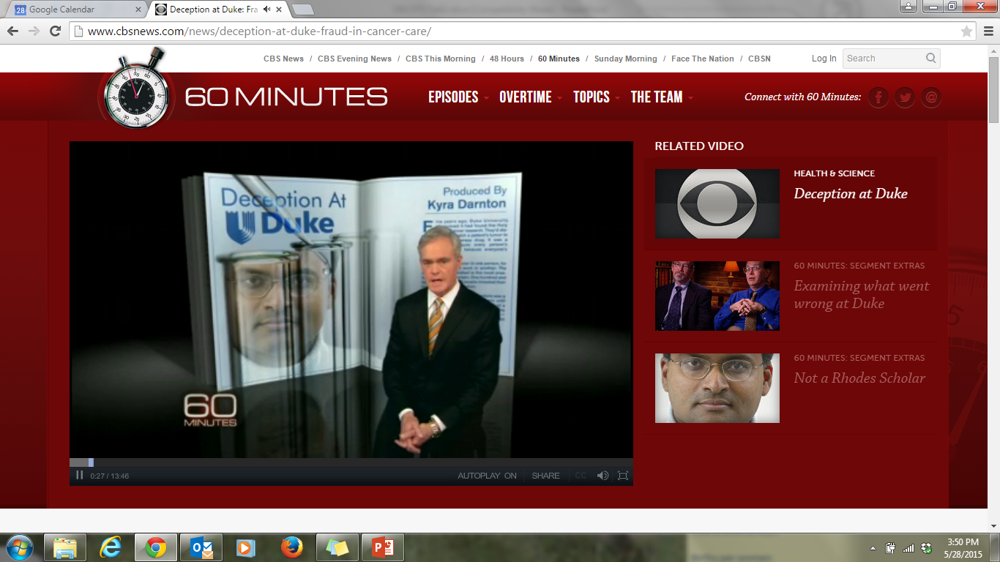 Google Calendar
Deception at Duke: Fra
www.cbsnews.com/news/deception-at-duke-fraud-in-cancer-care/
CBS News / CBS Evening News / CBS This Morning / 48 Hours / 60 Minutes / Sunday Morning / Face The Nation / CBSN
Log In
Search
60 MINUTES
EPISODES
OVERTIME
TOPICS
THE TEAM
Connect with 60 Minutes:
Deception At
Duke
Produced By
Kyra Darnton
60
MINUTES
0:27 / 13:46
AUTOPLAY ON
SHARE
CC
RELATED VIDEO
HEALTH & SCIENCE
Deception at Duke
60 MINUTES: SEGMENT EXTRAS
Examining what went
wrong at Duke
60 MINUTES: SEGMENT EXTRAS
Not a Rhodes Scholar
3:50 PM
5/28/2015